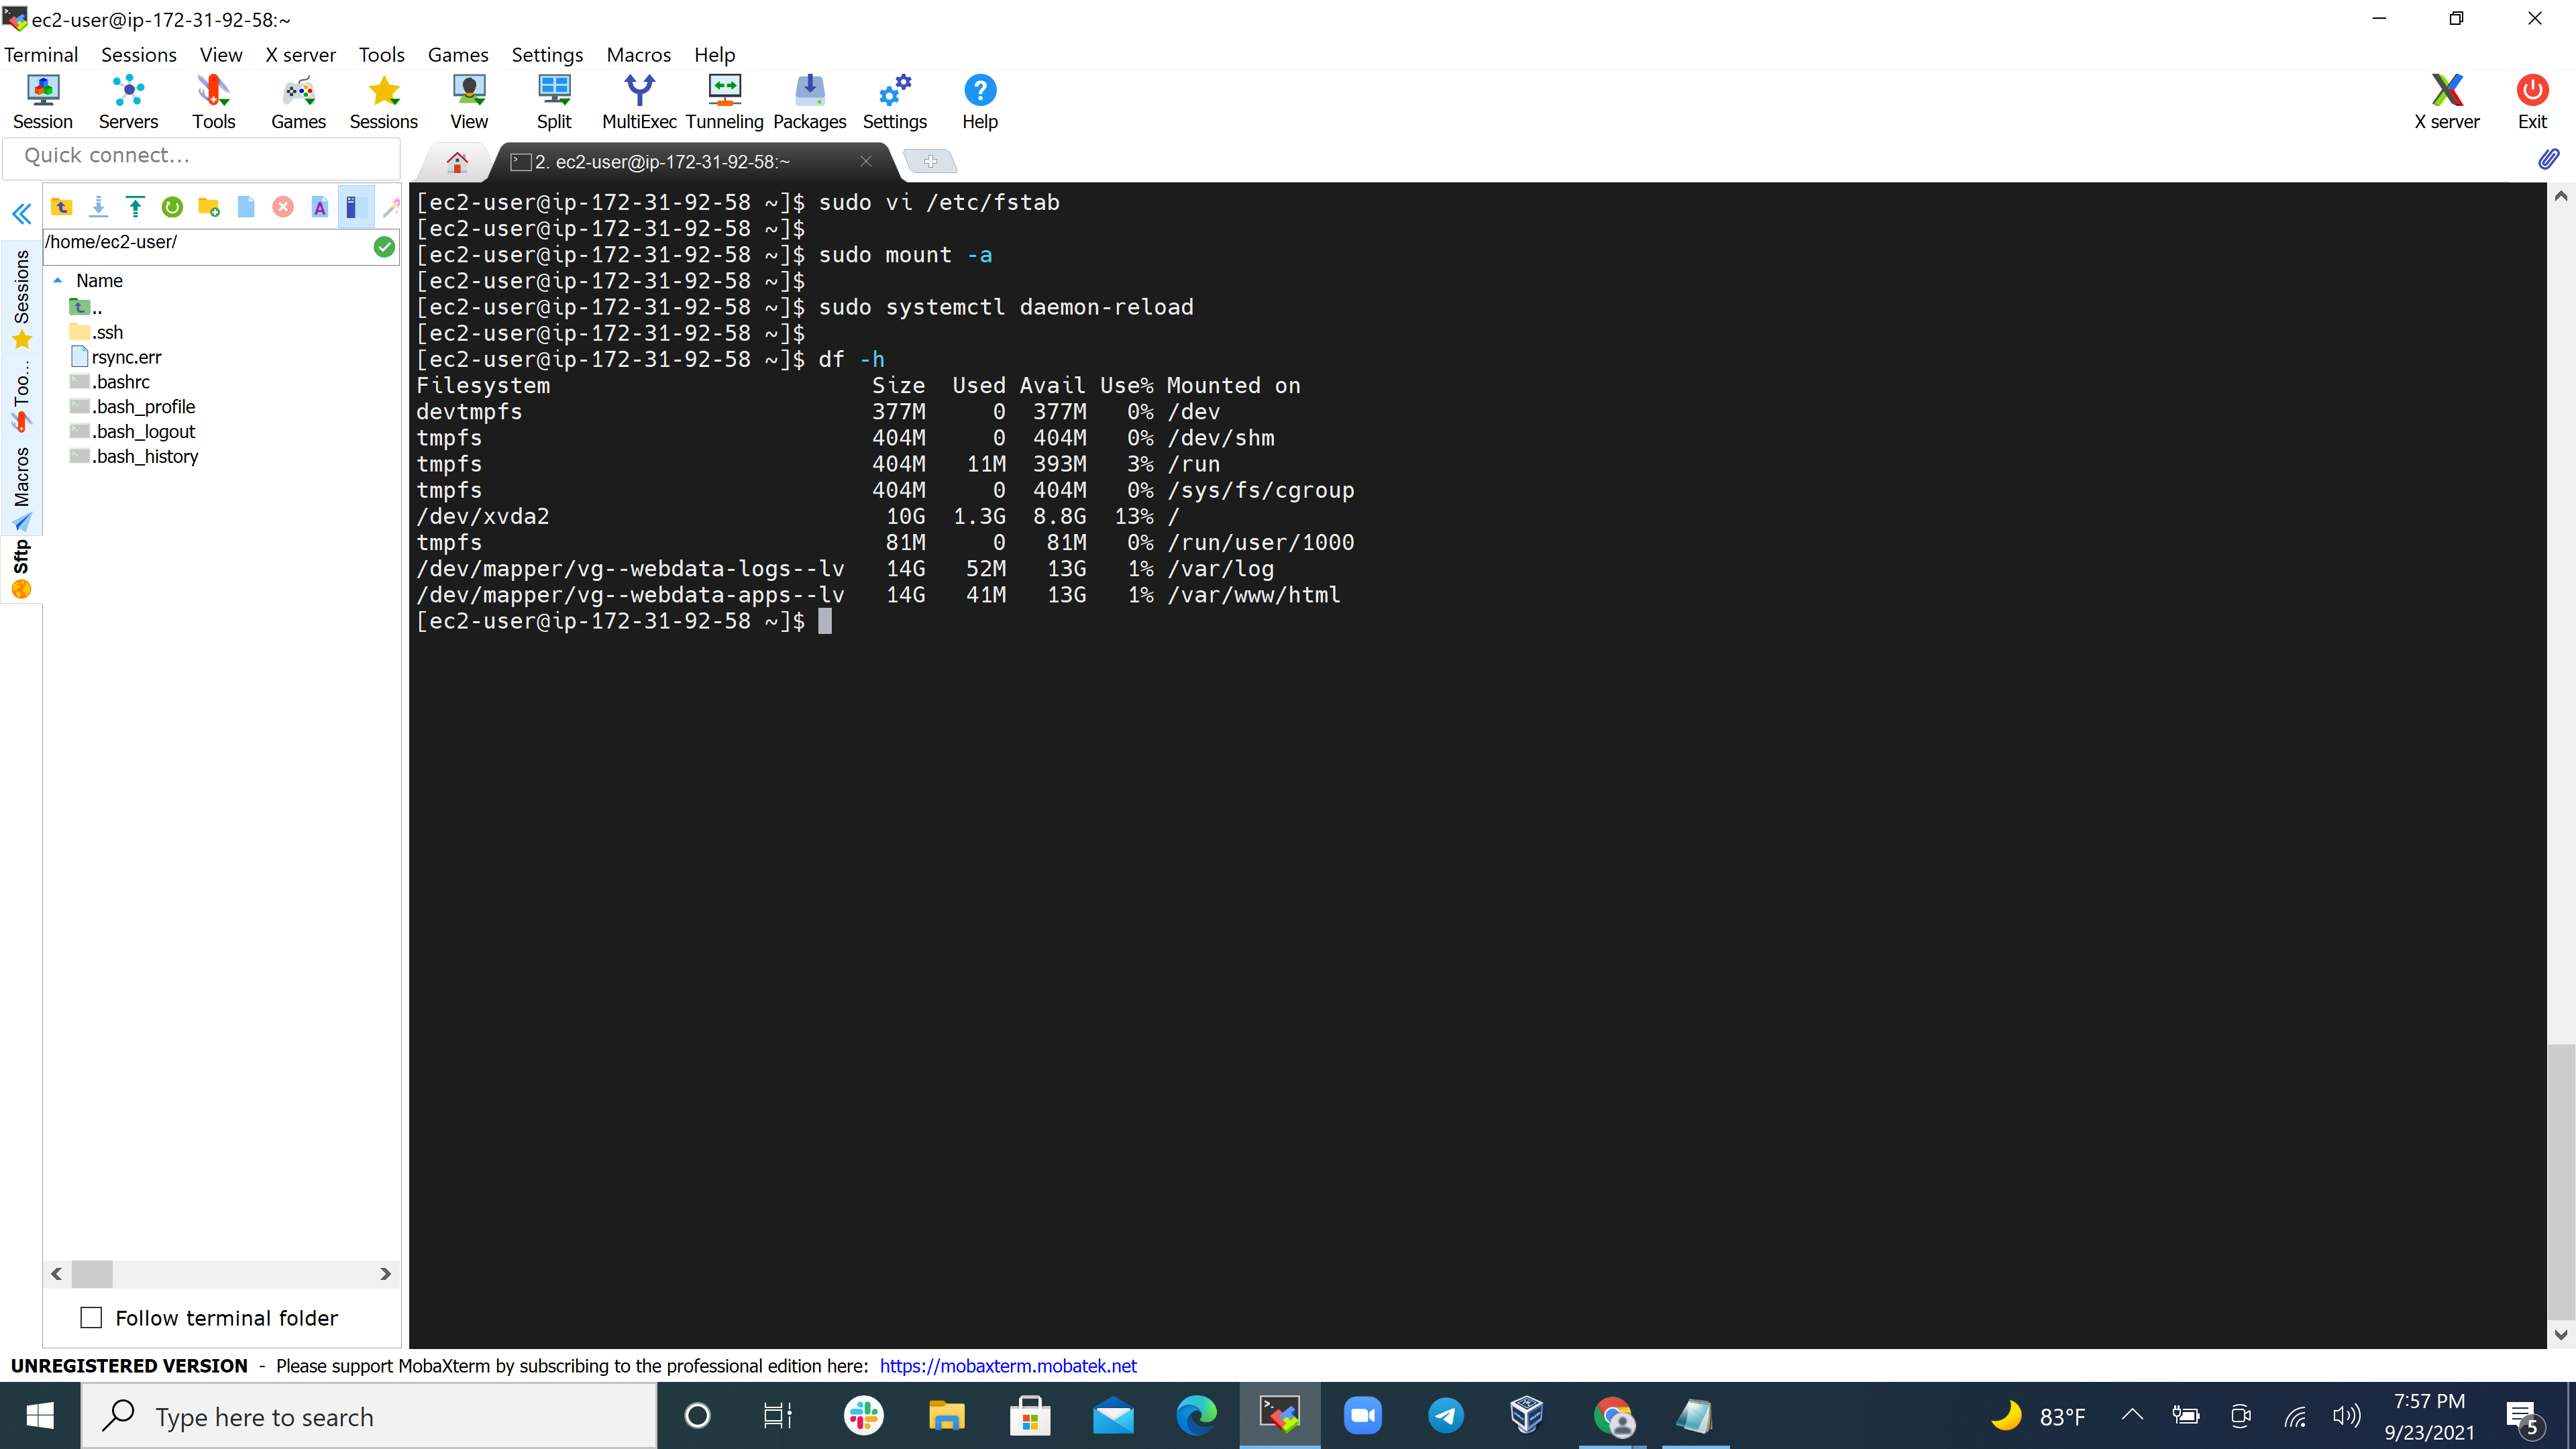 ec2-user@ip-172-31-92-58:~
Terminal Sessions View X server Tools Games Settings Macros Help
Session Servers Tools Games Sessions View Split MultiExec Tunneling Packages Settings Help X server Exit
Quick connect...
2. ec2-user@ip-172-31-92-58:~
/home/ec2-user/
Name
..
.ssh
rsync.err
.bashrc
.bash_profile
.bash_logout
.bash_history
Sessions
Too...
Macros
Sftp
[ec2-user@ip-172-31-92-58 ~]$ sudo vi /etc/fstab
[ec2-user@ip-172-31-92-58 ~]$
[ec2-user@ip-172-31-92-58 ~]$ sudo mount -a
[ec2-user@ip-172-31-92-58 ~]$
[ec2-user@ip-172-31-92-58 ~]$ sudo systemctl daemon-reload
[ec2-user@ip-172-31-92-58 ~]$
[ec2-user@ip-172-31-92-58 ~]$ df -h
Filesystem Size Used Avail Use% Mounted on
devtmpfs 377M 0 377M 0% /dev
tmpfs 404M 0 404M 0% /dev/shm
tmpfs 404M 11M 393M 3% /run
tmpfs 404M 0 404M 0% /sys/fs/cgroup
/dev/xvda2 10G 1.3G 8.8G 13% /
tmpfs 81M 0 81M 0% /run/user/1000
/dev/mapper/vg--webdata-logs--lv 14G 52M 13G 1% /var/log
/dev/mapper/vg--webdata-apps--lv 14G 41M 13G 1% /var/www/html
[ec2-user@ip-172-31-92-58 ~]$
Follow terminal folder
UNREGISTERED VERSION - Please support MobaXterm by subscribing to the professional edition here: https://mobaxterm.mobatek.net
Type here to search
83°F
7:57 PM
9/23/2021
5